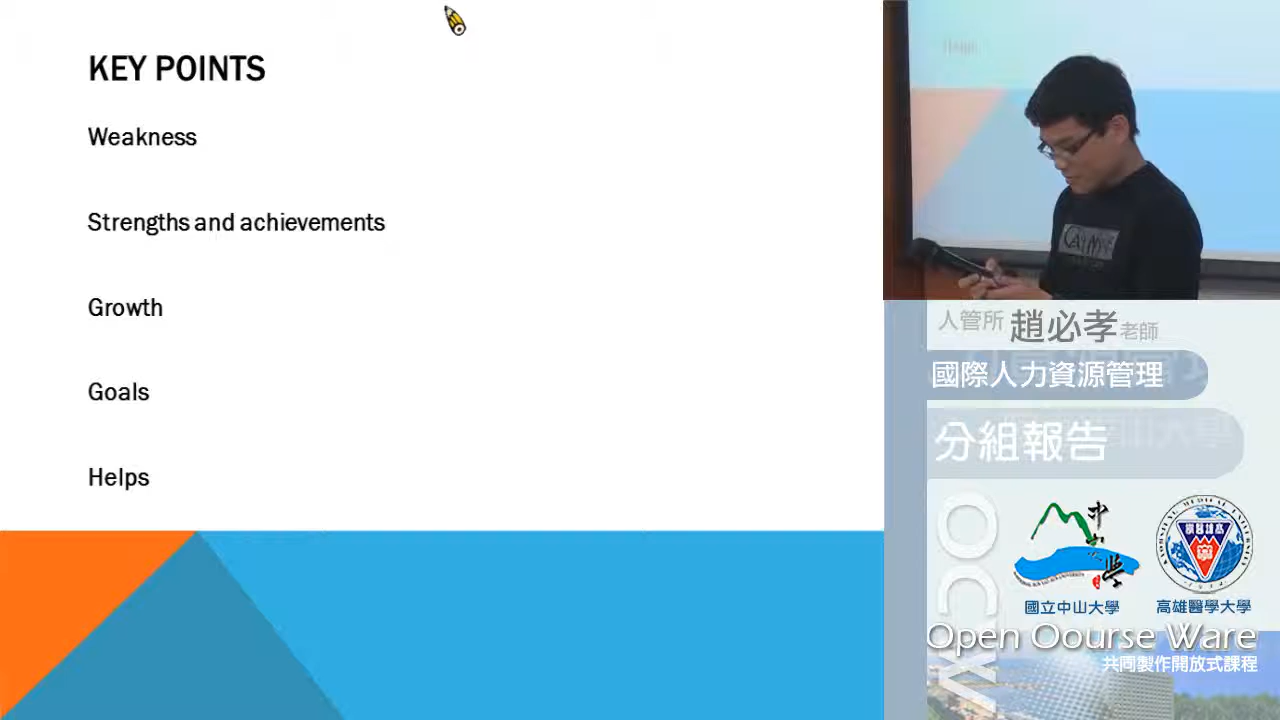 KEY POINTS
Weakness
Strengths and achievements
Growth
Goals
Helps
人管所 趙必孝 老師
國際人力資源管理
分組報告
OCW
國立中山大學
高雄醫學大學
Open Oourse Ware
共同製作開放式課程